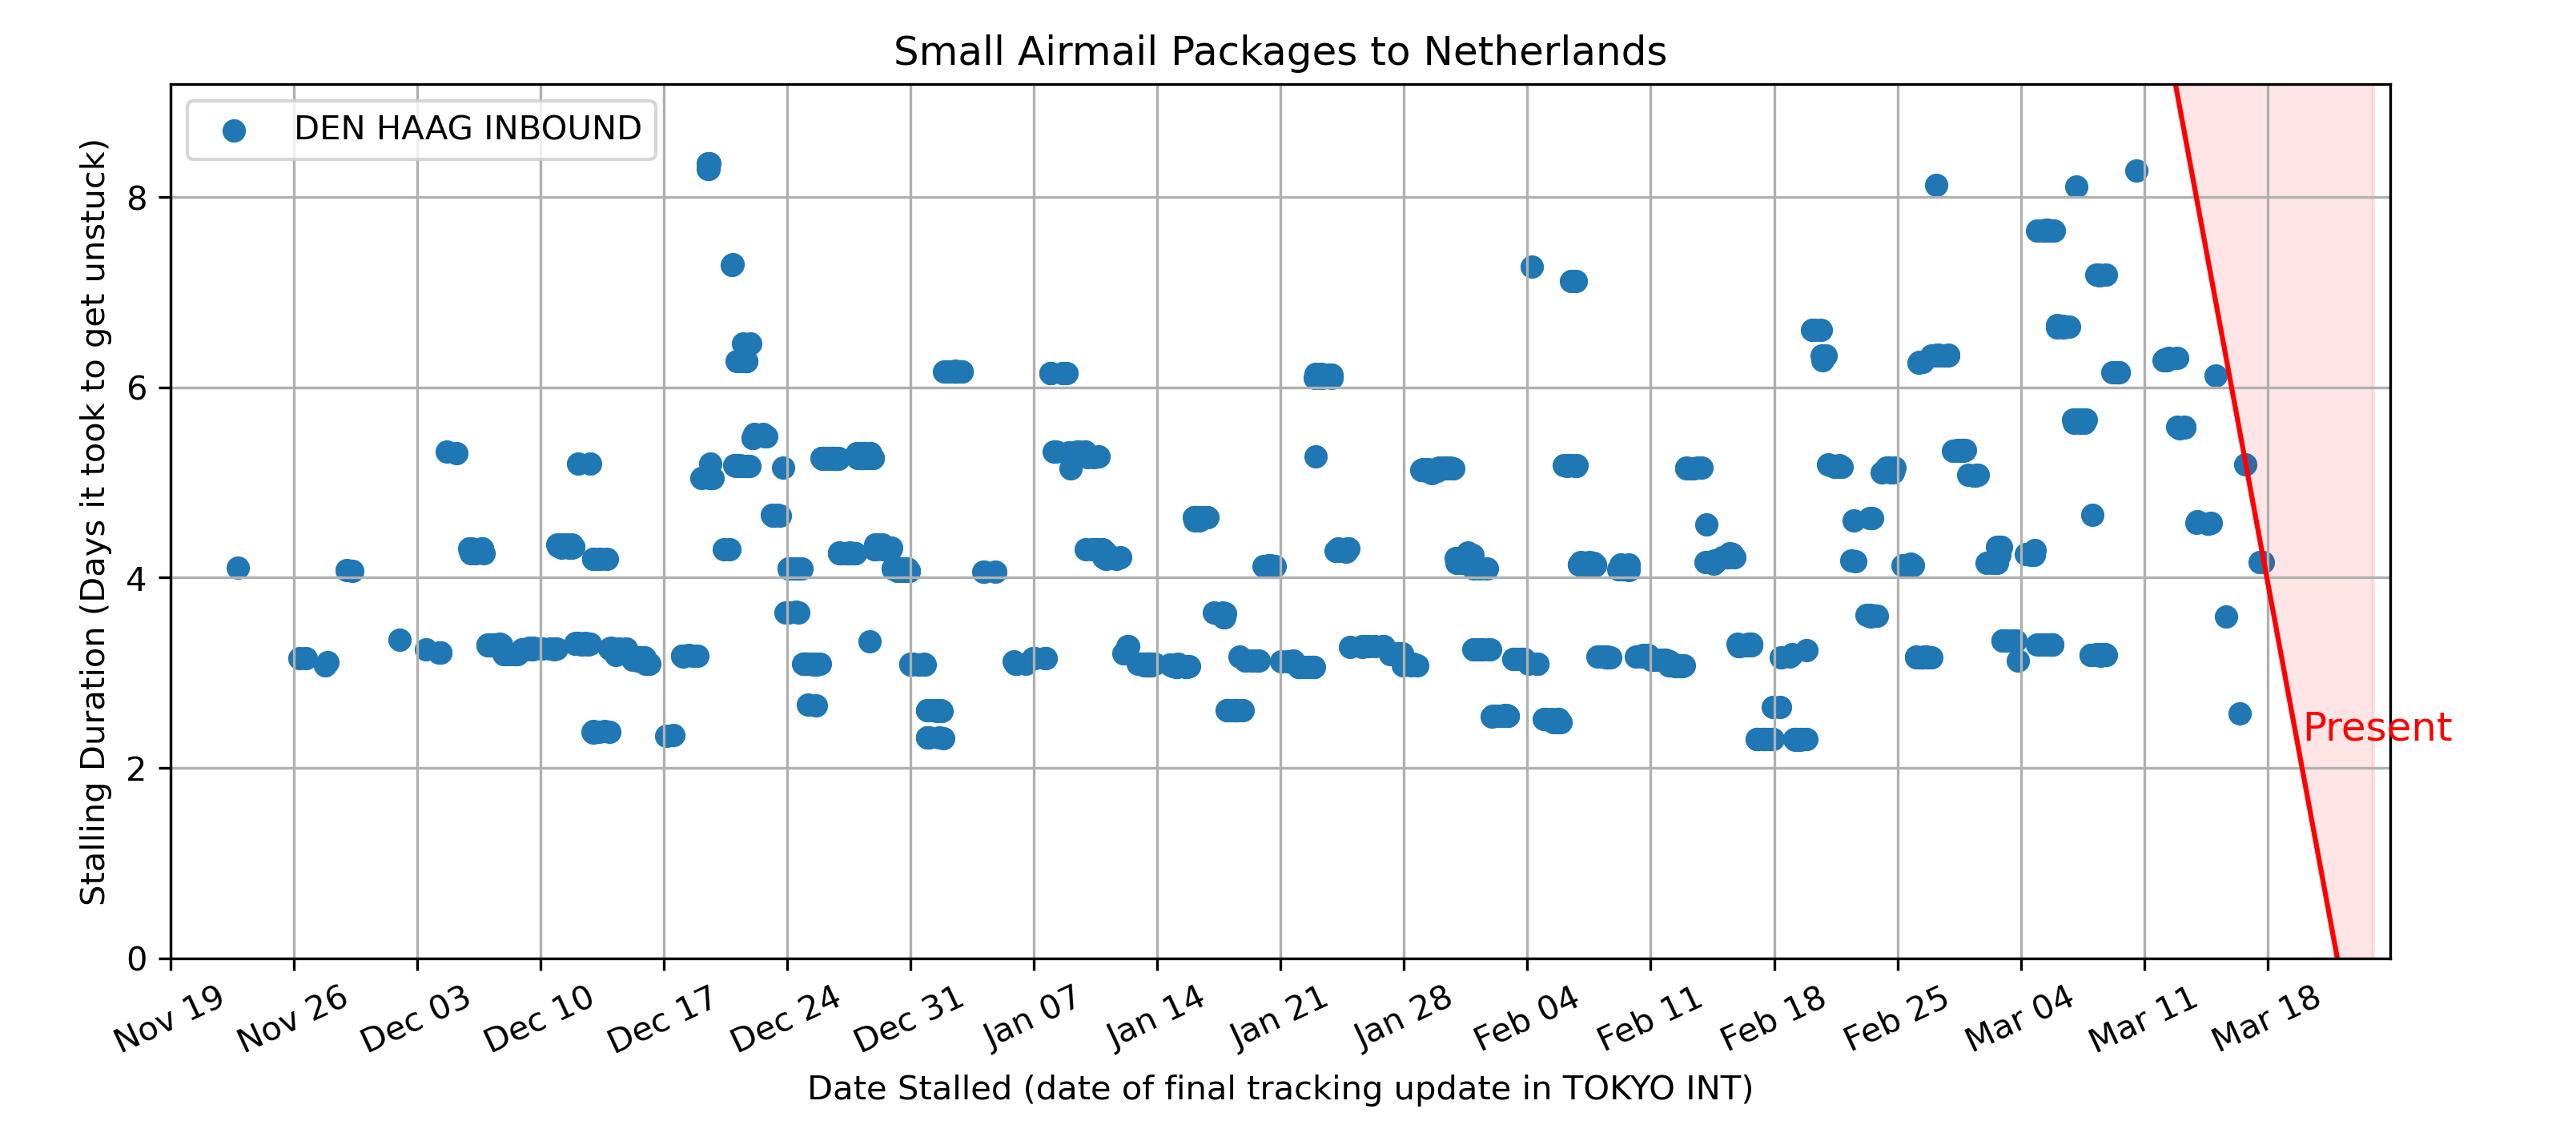 Small Airmail Packages to Netherlands
DEN HAAG INBOUND
Stalling Duration (Days it took to get unstuck)
8
6
4
2
0
Present
Nov 19
Nov 26
Dec 03
Dec 10
Dec 17
Dec 24
Dec 31
Jan 07
Jan 14
Jan 21
Jan 28
Feb 04
Feb 11
Feb 18
Feb 25
Mar 04
Mar 11
Mar 18
Date Stalled (date of final tracking update in TOKYO INT)